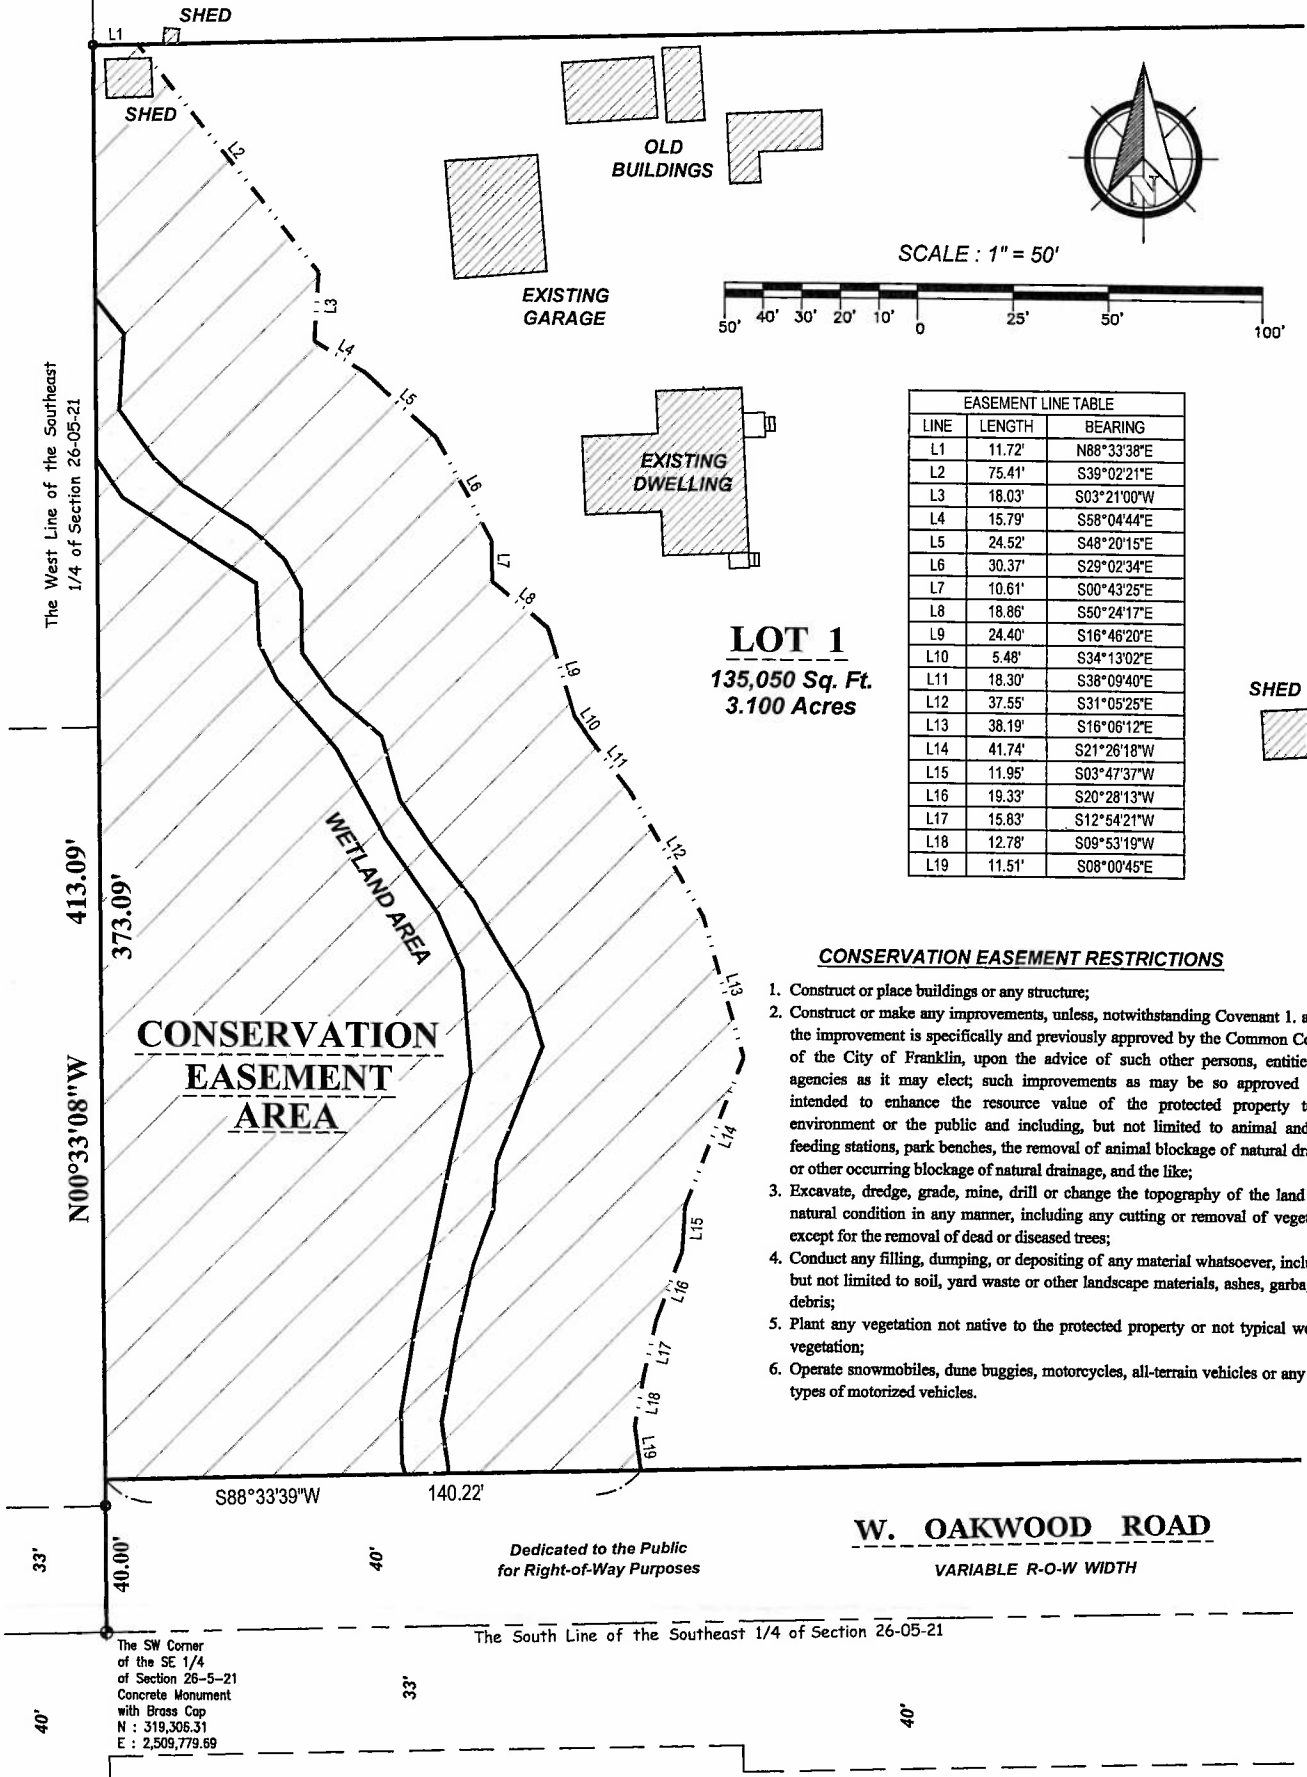 SHED
L1
SHED
L2
OLD
BUILDINGS
N
SCALE : 1" = 50'
50' 40' 30' 20' 10' 0 25' 50' 100'
EXISTING
GARAGE
L3
L4
L5
The West Line of the Southeast
1/4 of Section 26-05-21
EXISTING
DWELLING
L6
L7
L8
EASEMENT LINE TABLE
LINE LENGTH BEARING
L1 11.72' N88°33'38"E
L2 75.41' S39°02'21"E
L3 18.03' S03°21'00"W
L4 15.79' S58°04'44"E
L5 24.52' S48°20'15"E
L6 30.37' S29°02'34"E
L7 10.61' S00°43'25"E
L8 18.86' S50°24'17"E
L9 24.40' S16°46'20"E
L10 5.48' S34°13'02"E
L11 18.30' S38°09'40"E
L12 37.55' S31°05'25"E
L13 38.19' S16°06'12"E
L14 41.74' S21°26'18"W
L15 11.95' S03°47'37"W
L16 19.33' S20°28'13"W
L17 15.83' S12°54'21"W
L18 12.78' S09°53'19"W
L19 11.51' S08°00'45"E
LOT 1
135,050 Sq. Ft.
3.100 Acres
SHED
L9
L10
L11
L12
WETLAND AREA
413.09'
373.09'
N00°33'08"W
L13
CONSERVATION
EASEMENT
AREA
L14
L15
L16
L17
L18
L19
CONSERVATION EASEMENT RESTRICTIONS
1. Construct or place buildings or any structure;
2. Construct or make any improvements, unless, notwithstanding Covenant 1. a
the improvement is specifically and previously approved by the Common Co
of the City of Franklin, upon the advice of such other persons, entitie
agencies as it may elect; such improvements as may be so approved
intended to enhance the resource value of the protected property t
environment or the public and including, but not limited to animal and
feeding stations, park benches, the removal of animal blockage of natural dra
or other occurring blockage of natural drainage, and the like;
3. Excavate, dredge, grade, mine, drill or change the topography of the land
natural condition in any manner, including any cutting or removal of veget
except for the removal of dead or diseased trees;
4. Conduct any filling, dumping, or depositing of any material whatsoever, inclu
but not limited to soil, yard waste or other landscape materials, ashes, garba
debris;
5. Plant any vegetation not native to the protected property or not typical we
vegetation;
6. Operate snowmobiles, dune buggies, motorcycles, all-terrain vehicles or any
types of motorized vehicles.
S88°33'39"W 140.22'
33'
40.00'
40'
Dedicated to the Public
for Right-of-Way Purposes
W. OAKWOOD ROAD
VARIABLE R-O-W WIDTH
The South Line of the Southeast 1/4 of Section 26-05-21
The SW Corner
of the SE 1/4
of Section 26-5-21
Concrete Monument
with Brass Cap
N : 319,306.31
E : 2,509,779.69
40'
33'
40'